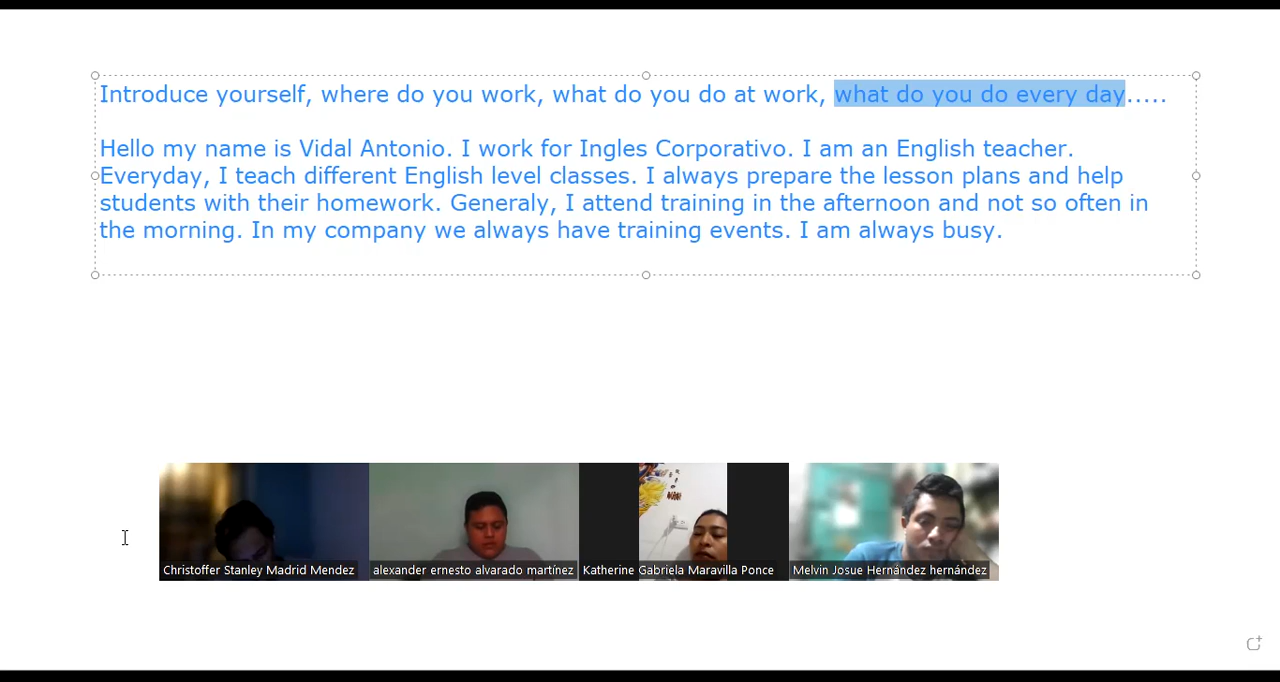 Introduce yourself, where do you work, what do you do at work, what do you do every day.....
Hello my name is Vidal Antonio. I work for Ingles Corporativo. I am an English teacher.
Everyday, I teach different English level classes. I always prepare the lesson plans and help
students with their homework. Generaly, I attend training in the afternoon and not so often in
the morning. In my company we always have training events. I am always busy.
Christoffer Stanley Madrid Mendez
alexander ernesto alvarado martínez
Katherine Gabriela Maravilla Ponce
Melvin Josue Hernández hernández